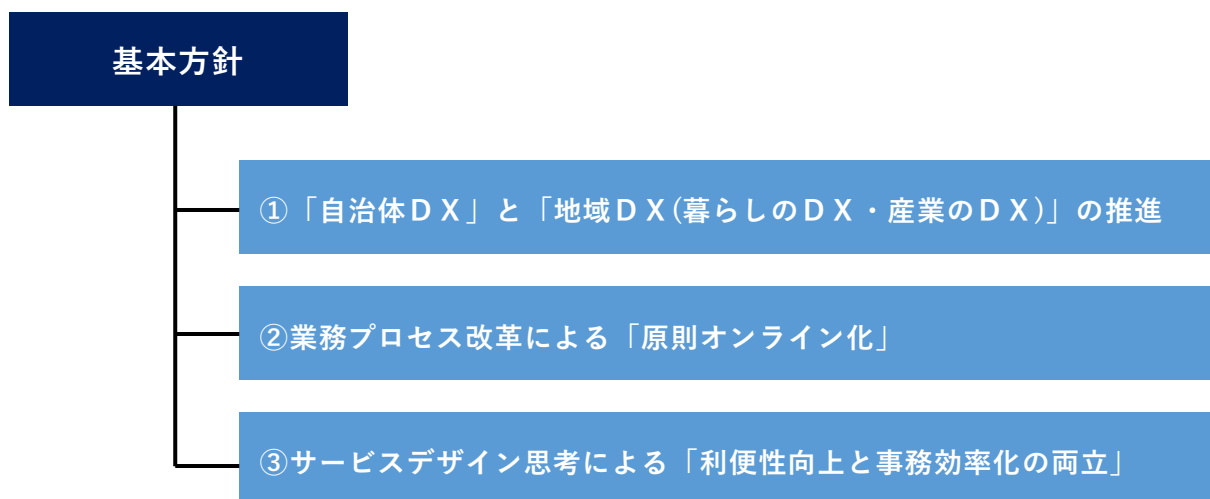 基本方針
①「自治体ＤＸ」と「地域ＤＸ(暮らしのＤＸ・産業のＤＸ)」の推進
②業務プロセス改革による「原則オンライン化」
③サービスデザイン思考による「利便性向上と事務効率化の両立」